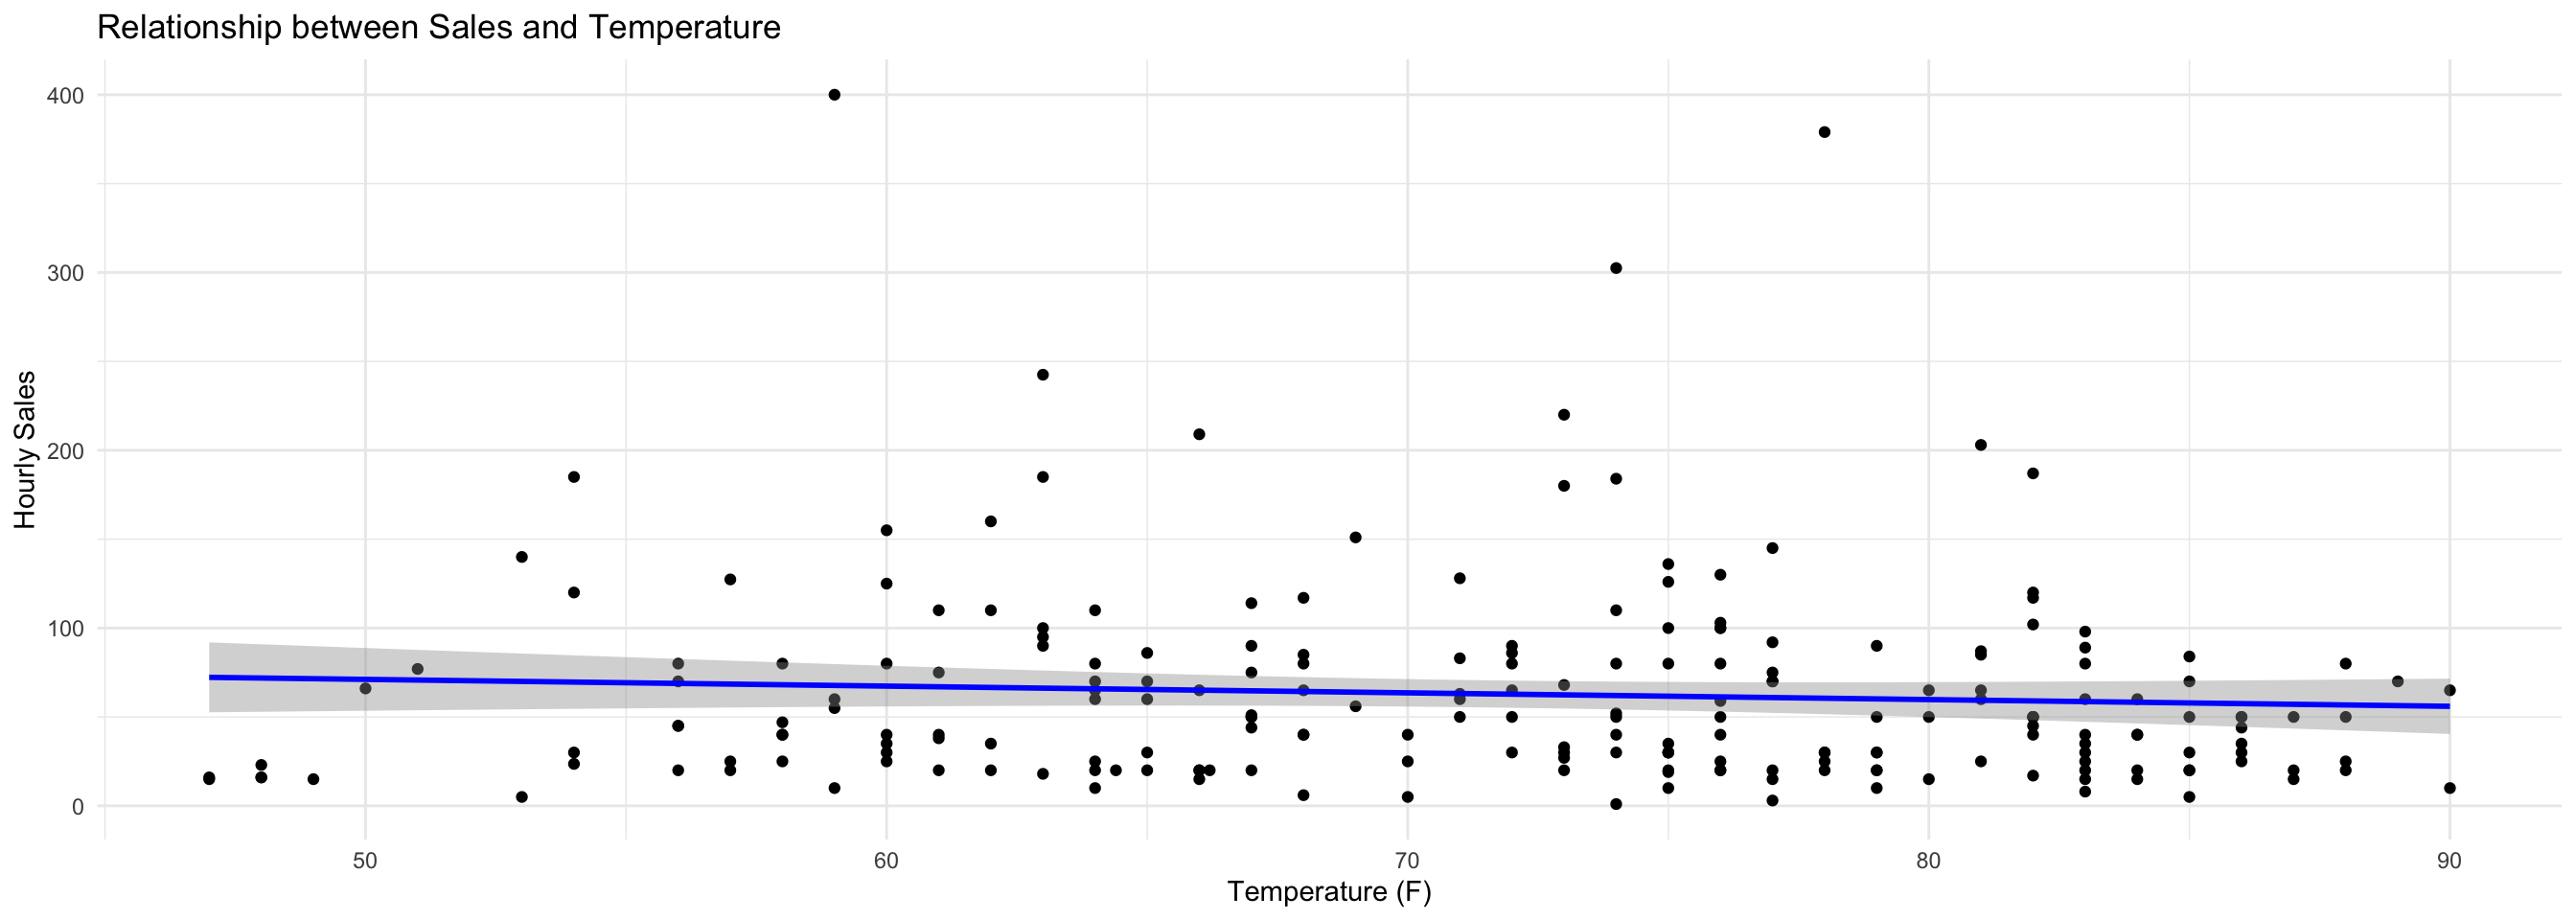 Relationship between Sales and Temperature
400
300
200
100
0
Hourly Sales
50 60 70 80 90
Temperature (F)